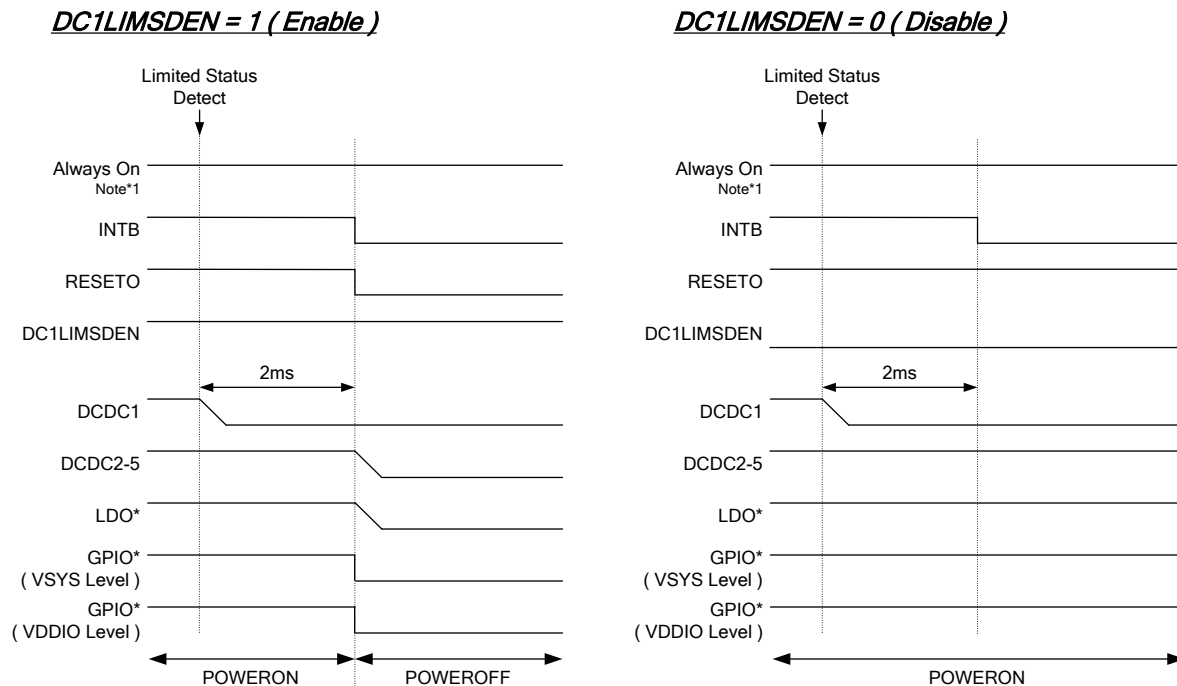 DC1LIMSDEN = 1 ( Enable )
Limited Status
Detect
Always On
Note*1
INTB
RESETO
DC1LIMSDEN
2ms
DCDC1
DCDC2-5
LDO*
GPIO*
( VSYS Level )
GPIO*
( VDDIO Level )
POWERON
POWEROFF
DC1LIMSDEN = 0 ( Disable )
Limited Status
Detect
Always On
Note*1
INTB
RESETO
DC1LIMSDEN
2ms
DCDC1
DCDC2-5
LDO*
GPIO*
( VSYS Level )
GPIO*
( VDDIO Level )
POWERON